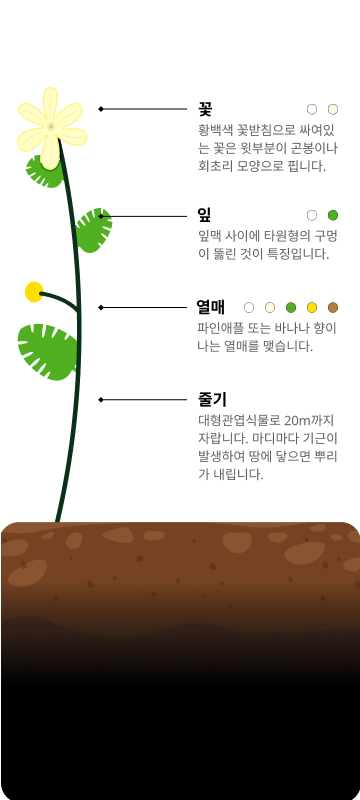 꽃
황백색 꽃받침으로 싸여있
는 꽃은 윗부분이 곤봉이나
회초리 모양으로 핍니다.
잎
잎맥 사이에 타원형의 구멍
이 뚫린 것이 특징입니다.
열매
파인애플 또는 바나나 향이
나는 열매를 맺습니다.
줄기
대형관엽식물로 20m까지
자랍니다. 마디마다 기근이
발생하여 땅에 닿으면 뿌리
가 내립니다.